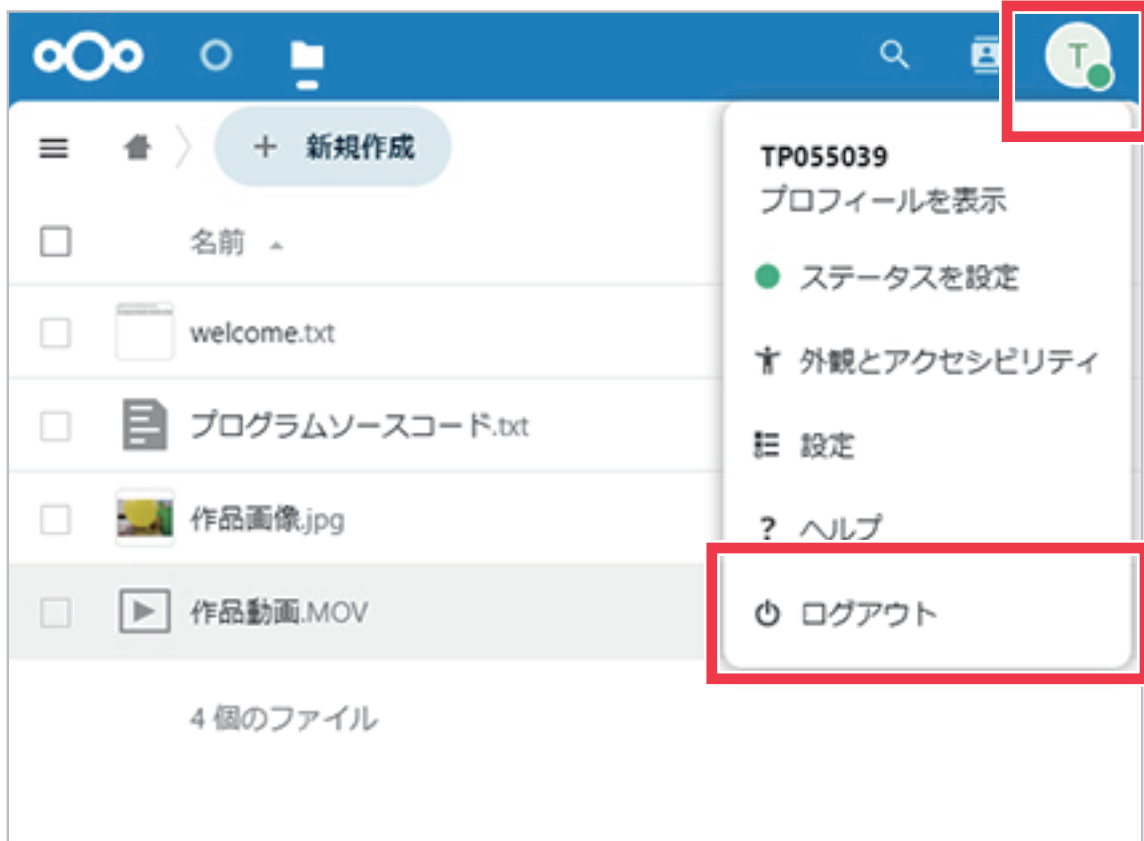 T
+ 新規作成
名前
welcome.txt
プログラムソースコード.txt
作品画像.jpg
作品動画.MOV
4 個のファイル
TP055039
プロフィールを表示
ステータスを設定
外観とアクセシビリティ
設定
? ヘルプ
ログアウト